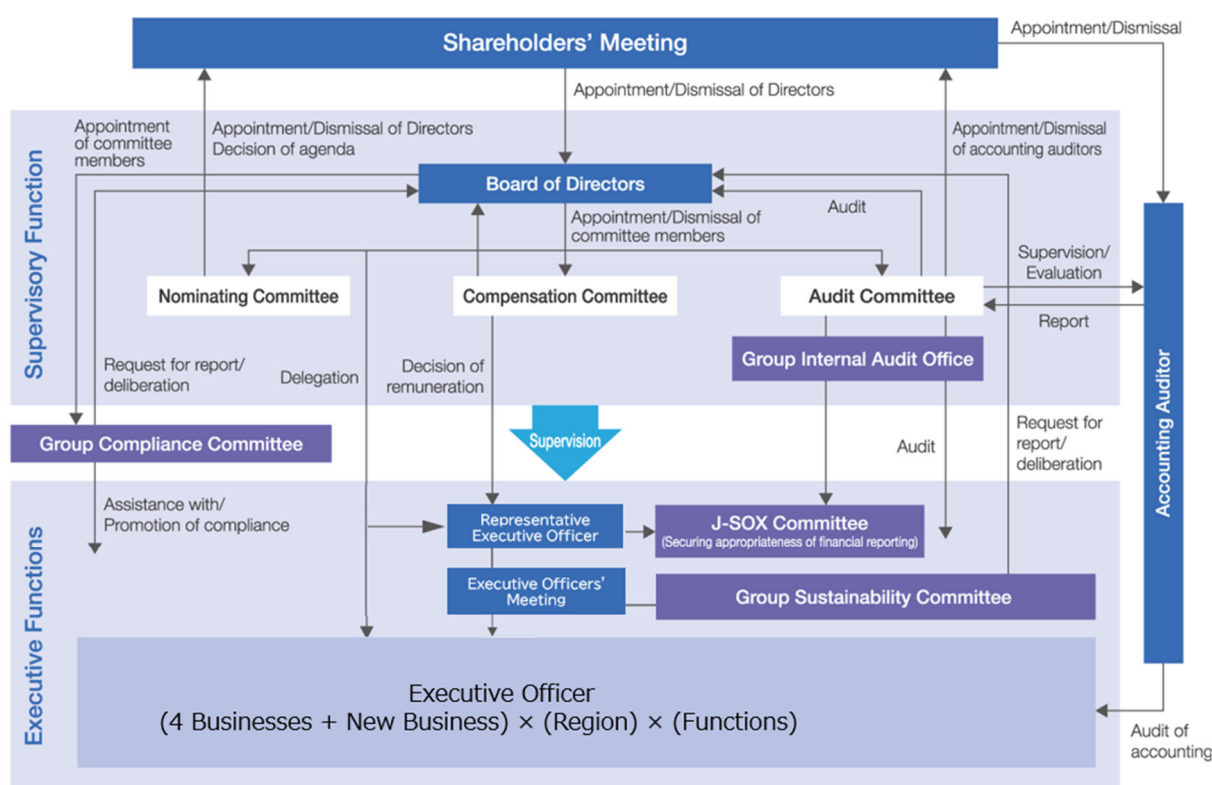 Shareholders’ Meeting
Appointment/Dismissal
Appointment/Dismissal of Directors
Supervisory Function
Appointment
of committee
members
Appointment/Dismissal of Directors
Decision of agenda
Appointment/Dismissal
of accounting auditors
Board of Directors
Audit
Appointment/Dismissal of
committee members
Supervision/
Evaluation
Nominating Committee
Compensation Committee
Audit Committee
Report
Group Internal Audit Office
Request for report/
deliberation
Delegation
Decision of
remuneration
Accounting Auditor
Supervision
Group Compliance Committee
Audit
Request for
report/
deliberation
Executive Functions
Assistance with/
Promotion of compliance
Representative
Executive Officer
J-SOX Committee
(Securing appropriateness of financial reporting)
Executive Officers’
Meeting
Group Sustainability Committee
Executive Officer
(4 Businesses + New Business) × (Region) × (Functions)
Audit of
accounting